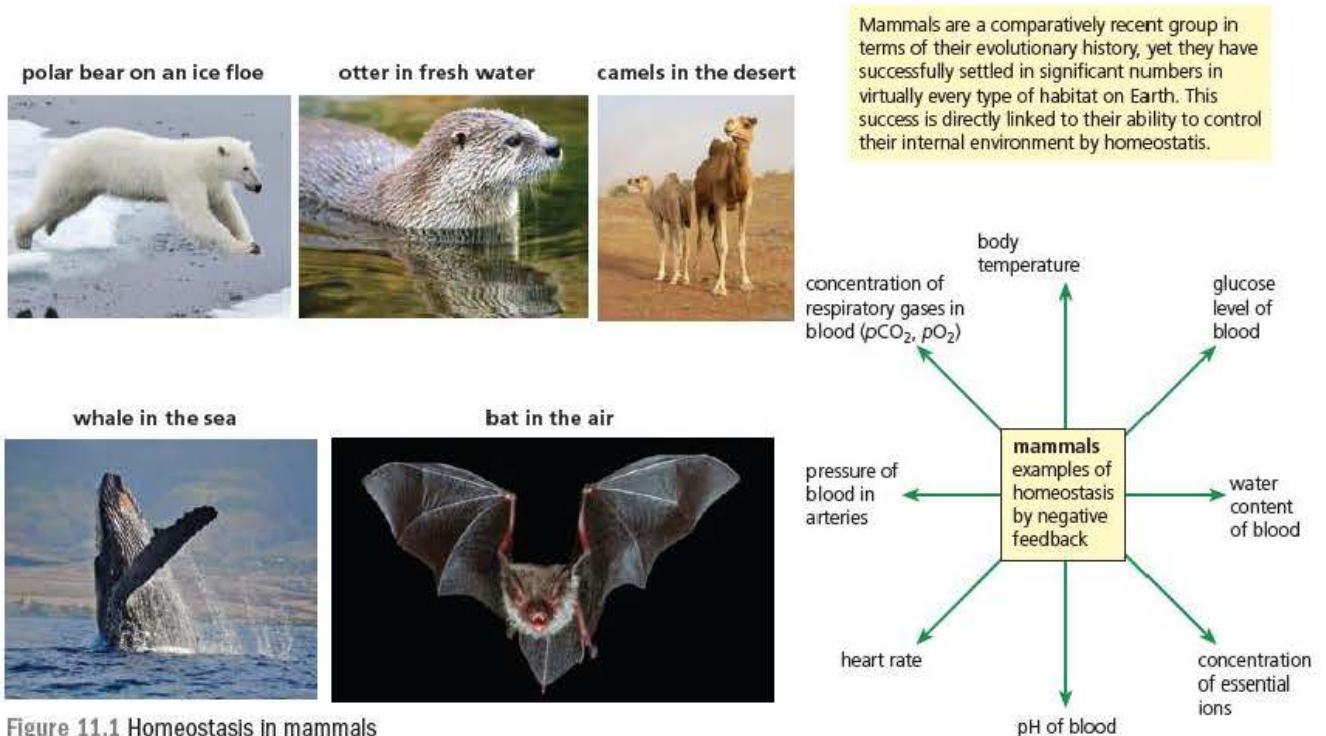 polar bear on an ice floe
otter in fresh water
camels in the desert
Mammals are a comparatively recent group in
terms of their evolutionary history, yet they have
successfully settled in significant numbers in
virtually every type of habitat on Earth. This
success is directly linked to their ability to control
their internal environment by homeostatis.
whale in the sea
bat in the air
body
temperature
concentration of
respiratory gases in
blood (pCO₂, pO₂)
glucose
level of
blood
pressure of
blood in
arteries
mammals
examples of
homeostasis
by negative
feedback
water
content
of blood
heart rate
concentration
of essential
ions
pH of blood
Figure 11.1 Homeostasis in mammals